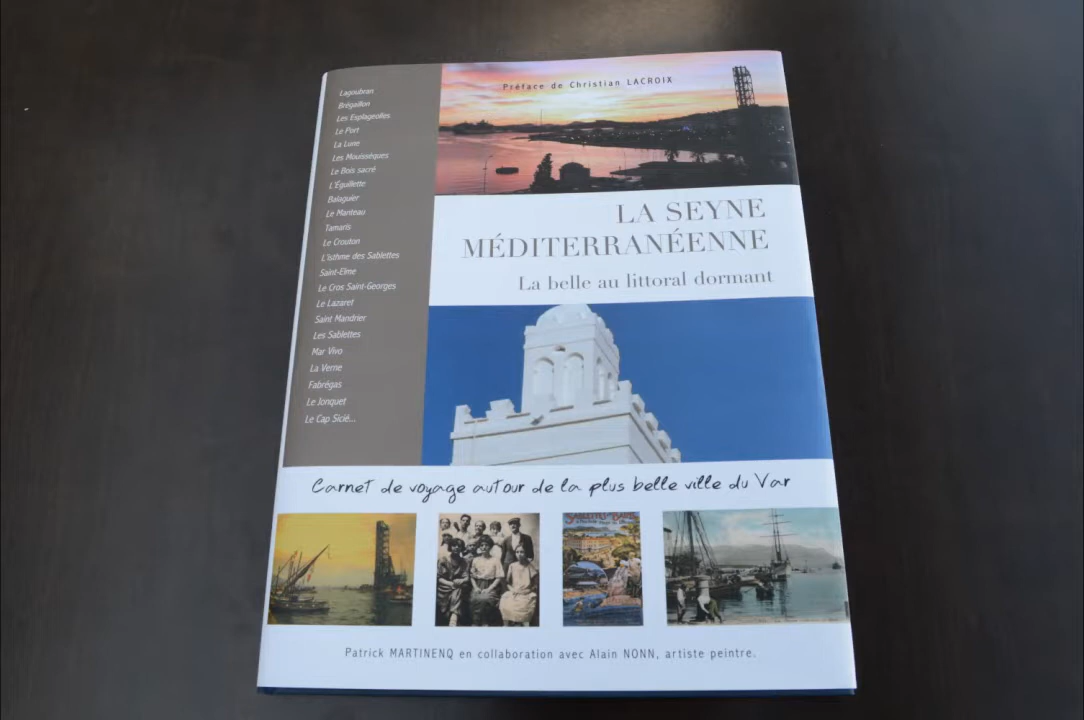 Préface de Christian LACROIX
Lagoubran
Brégaillon
Les Esplageolles
Le Port
La Lune
Les Mouissèques
Le Bois sacré
L'Éguillette
Balaguier
Le Manteau
Tamaris
Le Crouton
L'Isthme des Sablettes
Saint-Elme
Le Cros Saint-Georges
Le Lazaret
Saint Mandrier
Les Sablettes
Mar Vivo
La Verne
Fabrégas
Le Jonquet
Le Cap Sicié...
LA SEYNE
MÉDITERRANÉENNE
La belle au littoral dormant
Carnet de voyage autour de la plus belle ville du Var
SABLETTES-LES-BAINS
Patrick MARTINENQ en collaboration avec Alain NONN, artiste peintre.